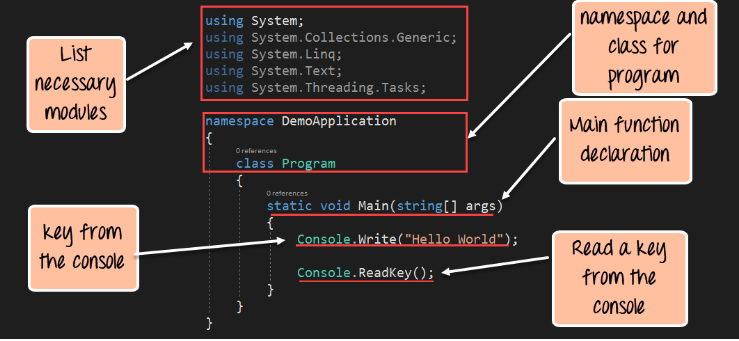 List
necessary
modules
using System;
using System.Collections.Generic;
using System.Linq;
using System.Text;
using System.Threading.Tasks;
namespace and
class for
program
namespace DemoApplication
{
0 references
class Program
{
Main function
declaration
0 references
static void Main(string[] args)
{
key from
the console
Console.Write("Hello World");
Console.ReadKey();
Read a key
from the
console
}
}
}